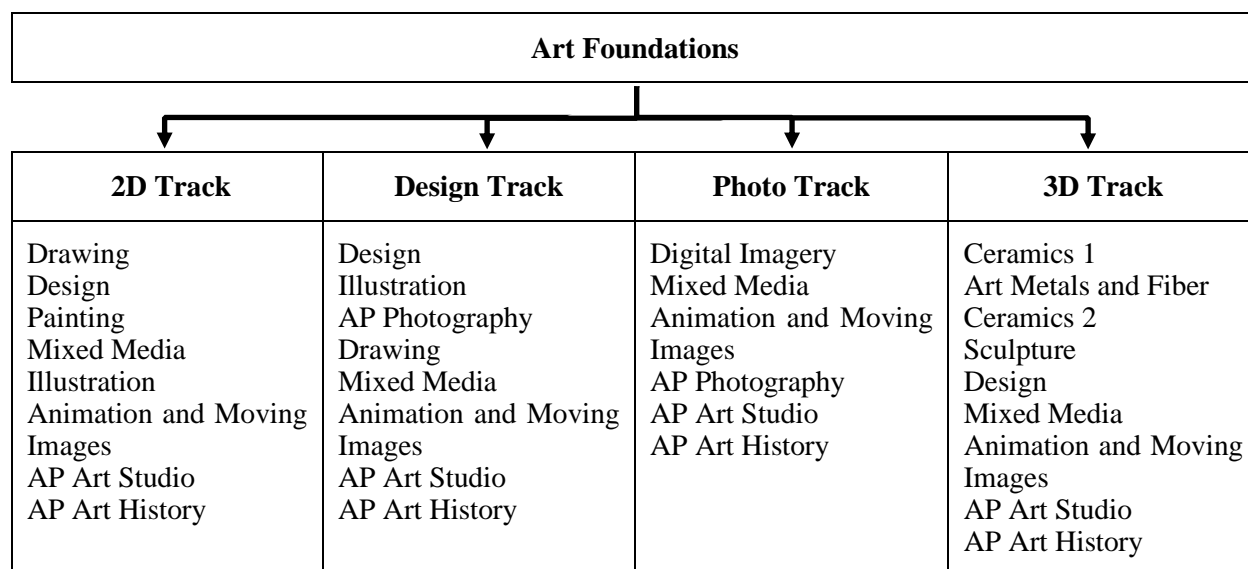 Art Foundations
2D Track
Drawing
Design
Painting
Mixed Media
Illustration
Animation and Moving
Images
AP Art Studio
AP Art History
Design Track
Design
Illustration
AP Photography
Drawing
Mixed Media
Animation and Moving
Images
AP Art Studio
AP Art History
Photo Track
Digital Imagery
Mixed Media
Animation and Moving
Images
AP Photography
AP Art Studio
AP Art History
3D Track
Ceramics 1
Art Metals and Fiber
Ceramics 2
Sculpture
Design
Mixed Media
Animation and Moving
Images
AP Art Studio
AP Art History